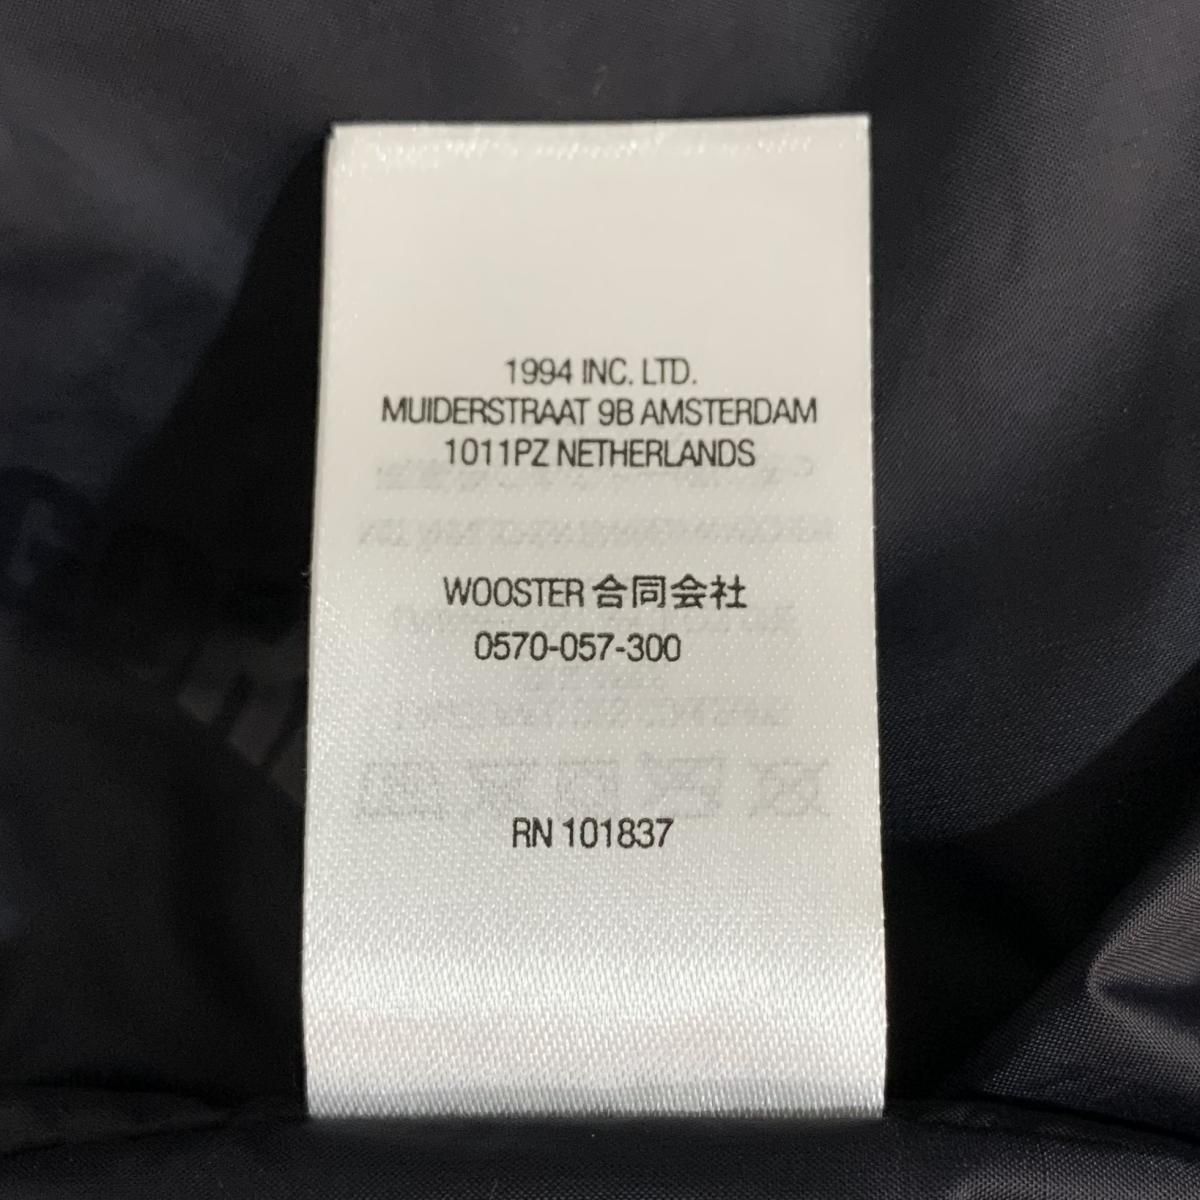 1994 INC. LTD.
MUIDERSTRAAT 9B AMSTERDAM
1011PZ NETHERLANDS
WOOSTER 合同会社
0570-057-300
RN 101837